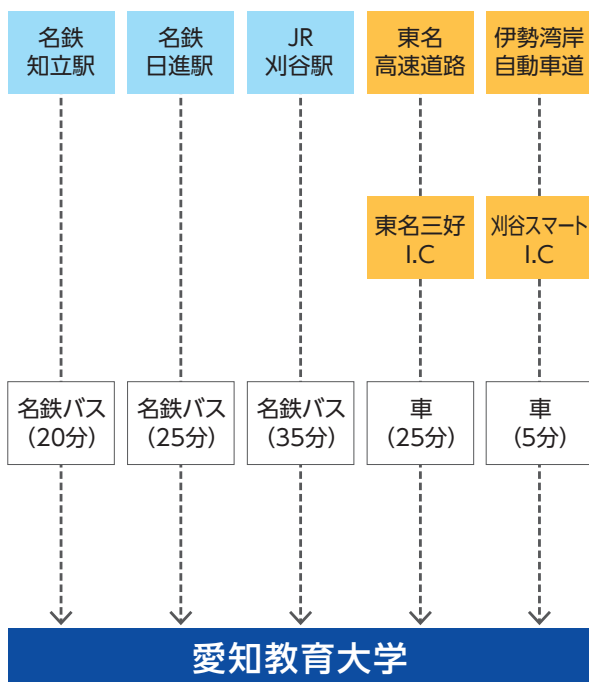 名鉄
知立駅
名鉄
日進駅
JR
刈谷駅
東名
高速道路
伊勢湾岸
自動車道
東名三好
I.C
刈谷スマート
I.C
名鉄バス
(20分)
名鉄バス
(25分)
名鉄バス
(35分)
車
(25分)
車
(5分)
愛知教育大学